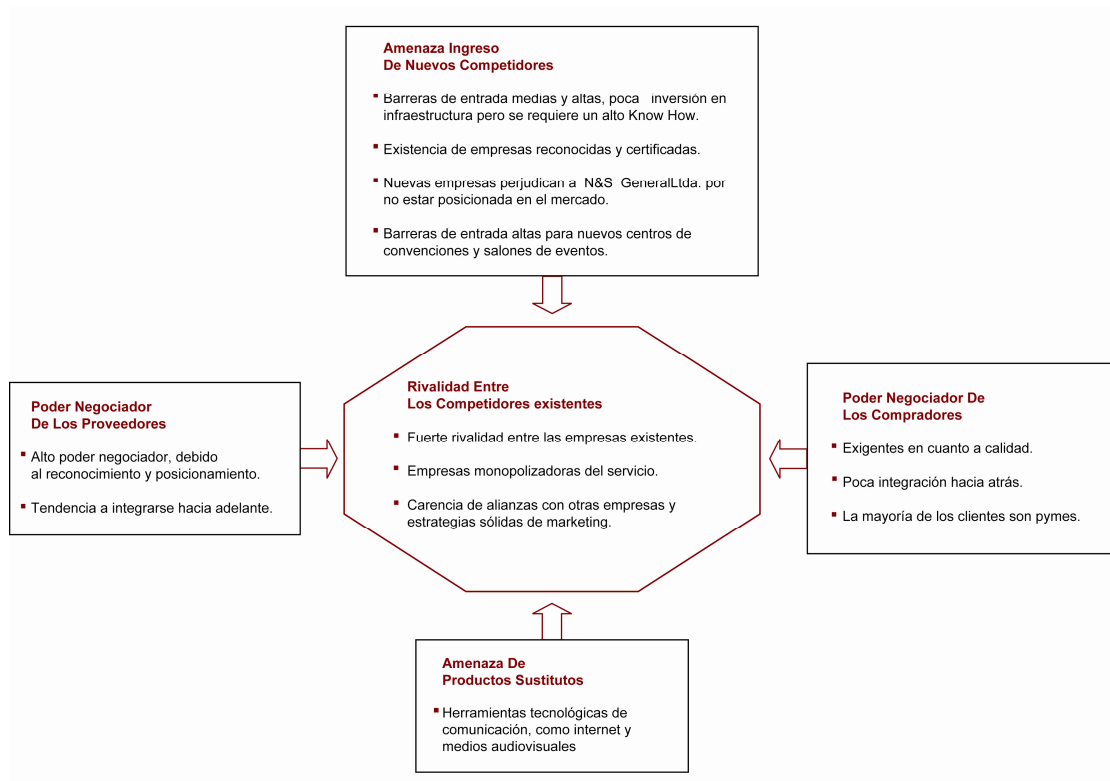 Amenaza Ingreso
De Nuevos Competidores
▪ Barreras de entrada medias y altas, poca inversión en
infraestructura pero se requiere un alto Know How.
▪ Existencia de empresas reconocidas y certificadas.
▪ Nuevas empresas perjudican a N&S GeneralLtda. por
no estar posicionada en el mercado.
▪ Barreras de entrada altas para nuevos centros de
convenciones y salones de eventos.
Poder Negociador
De Los Proveedores
▪ Alto poder negociador, debido
al reconocimiento y posicionamiento.
▪ Tendencia a integrarse hacia adelante.
Rivalidad Entre
Los Competidores existentes
▪ Fuerte rivalidad entre las empresas existentes.
▪ Empresas monopolizadoras del servicio.
▪ Carencia de alianzas con otras empresas y
estrategias sólidas de marketing.
Poder Negociador De
Los Compradores
▪ Exigentes en cuanto a calidad.
▪ Poca integración hacia atrás.
▪ La mayoría de los clientes son pymes.
Amenaza De
Productos Sustitutos
▪ Herramientas tecnológicas de
comunicación, como internet y
medios audiovisuales